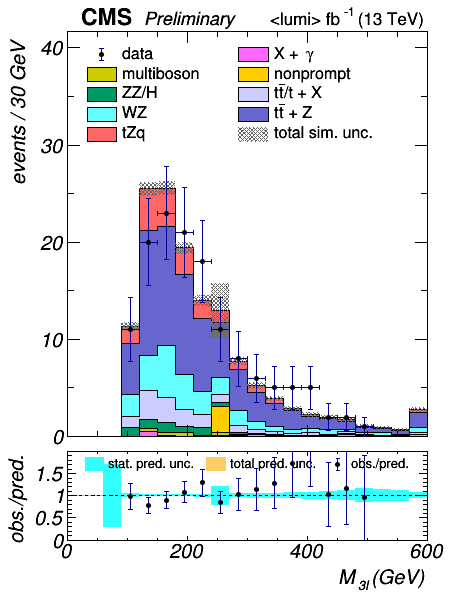 CMS Preliminary <lumi> fb⁻¹ (13 TeV)
events / 30 GeV
data
multiboson
ZZ/H
WZ
tZq
X + γ
nonprompt
tt̄/t + X
tt̄ + Z
total sim. unc.
40
30
20
10
0
obs./pred.
stat. pred. unc. total pred. unc. obs./pred.
1.5
1
0.5
0
0 200 400 600
M₃ₗ (GeV)